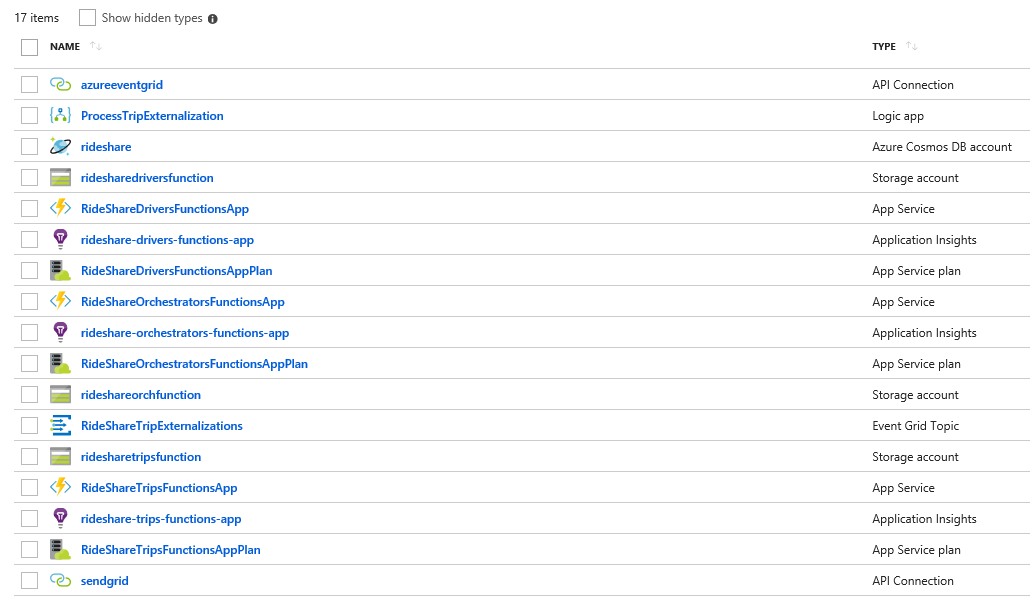 17 items Show hidden types
NAME TYPE
azureeventgrid API Connection
ProcessTripExternalization Logic app
rideshare Azure Cosmos DB account
ridesharedriversfunction Storage account
RideShareDriversFunctionsApp App Service
rideshare-drivers-functions-app Application Insights
RideShareDriversFunctionsAppPlan App Service plan
RideShareOrchestratorsFunctionsApp App Service
rideshare-orchestrators-functions-app Application Insights
RideShareOrchestratorsFunctionsAppPlan App Service plan
rideshareorchfunction Storage account
RideShareTripExternalizations Event Grid Topic
ridesharetripsfunction Storage account
RideShareTripsFunctionsApp App Service
rideshare-trips-functions-app Application Insights
RideShareTripsFunctionsAppPlan App Service plan
sendgrid API Connection